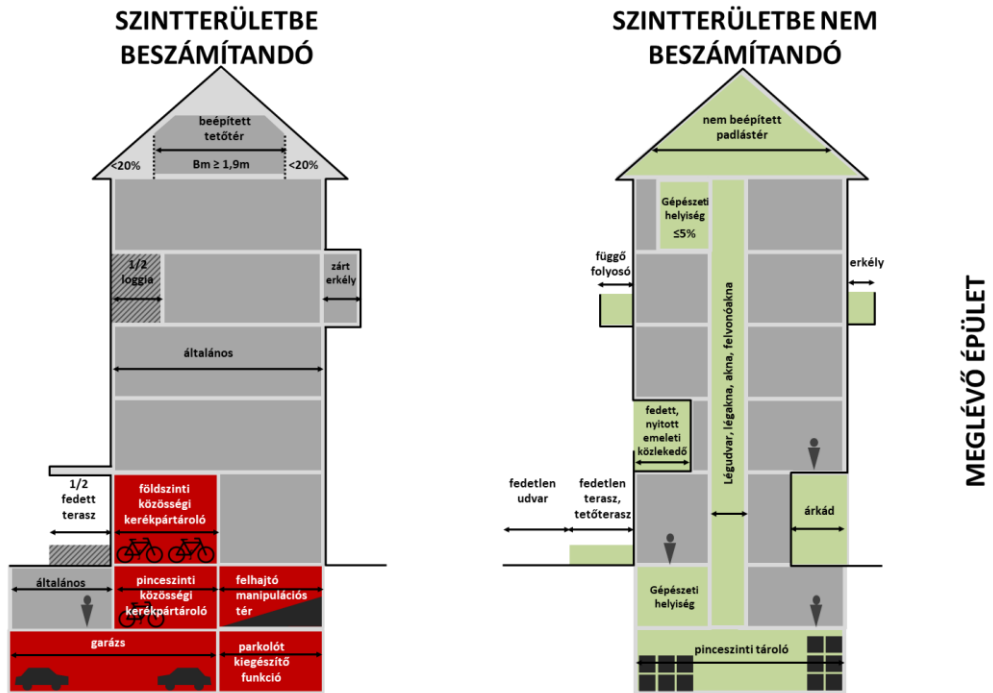 SZINTTERÜLETBE
BESZÁMÍTANDÓ
beépített
tetőtér
<20%
Bm ≥ 1,9m
<20%
1/2
loggia
zárt
erkély
általános
1/2
fedett
terasz
földszinti
közösségi
kerékpártároló
általános
pinceszinti
közösségi
kerékpártároló
felhajtó
manipulációs
tér
garázs
parkolót
kiegészítő
funkció
SZINTTERÜLETBE NEM
BESZÁMÍTANDÓ
nem beépített
padlástér
Gépészeti
helyiség
≤5%
függő
folyosó
erkély
Légudvar, légakna, akna, felvonóakna
fedett,
nyitott
emeleti
közlekedő
fedetlen
udvar
fedetlen
terasz,
tetőterasz
árkád
Gépészeti
helyiség
pinceszinti tároló
MEGLÉVŐ ÉPÜLET